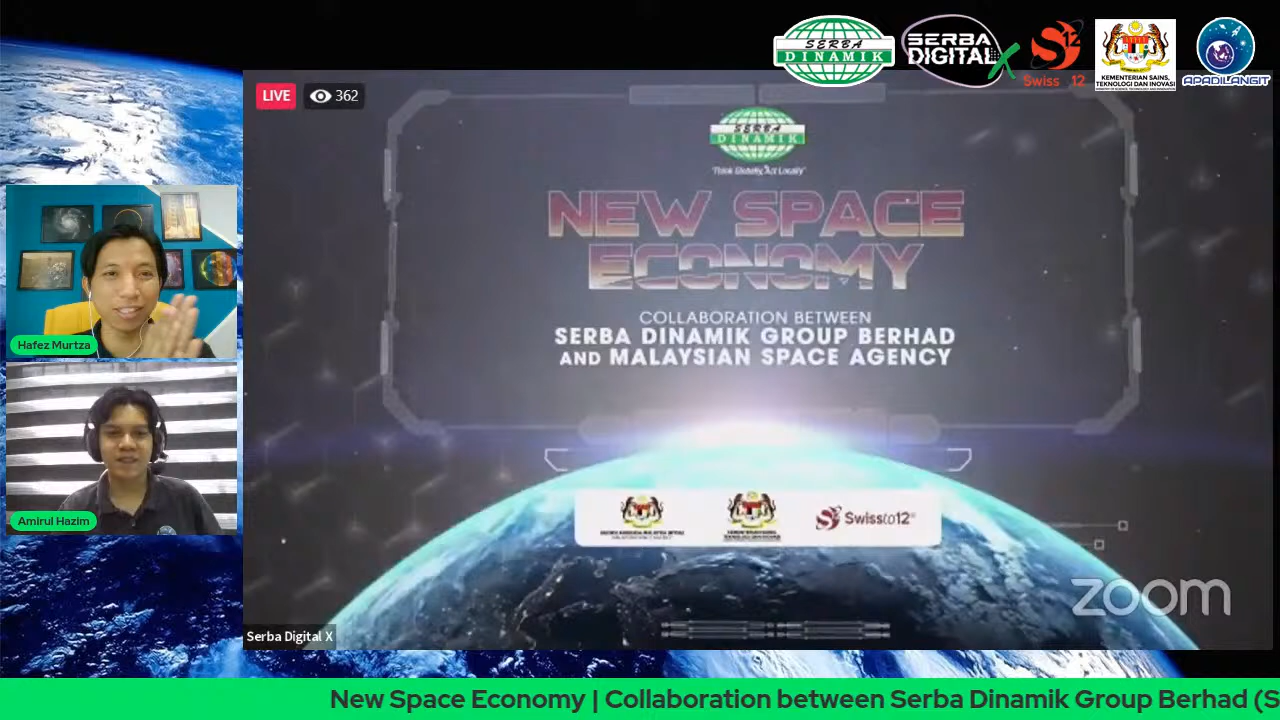 SERBA
DINAMIK
SERBA
DIGITAL X
S12
Swiss 12
KEMENTERIAN SAINS,
TEKNOLOGI DAN INOVASI
APADILANGIT
LIVE
362
SERBA
DINAMIK
"Think Globally, Act Locally"
NEW SPACE
ECONOMY
COLLABORATION BETWEEN
SERBA DINAMIK GROUP BERHAD
AND MALAYSIAN SPACE AGENCY
Hafez Murtza
Amirul Hazim
Swissto12®
zoom
Serba Digital X
New Space Economy | Collaboration between Serba Dinamik Group Berhad (S